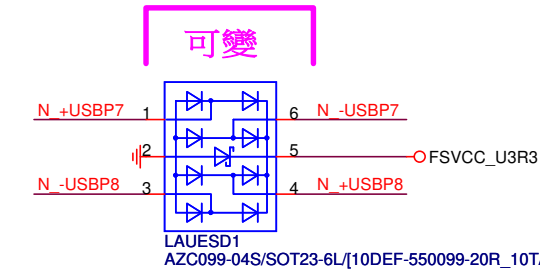 可變
N_+USBP7 1 6 N_-USBP7
2 5 FSVCC_U3R3
N_-USBP8 3 4 N_+USBP8
LAUESD1
AZC099-04S/SOT23-6L/[10DEF-550099-20R_10TA